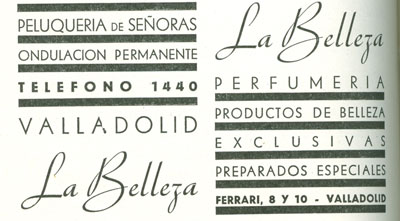 PELUQUERIA DE SEÑORAS
ONDULACION PERMANENTE
TELEFONO 1440
VALLADOLID
La Belleza
La Belleza
PERFUMERIA
PRODUCTOS DE BELLEZA
EXCLUSIVAS
PREPARADOS ESPECIALES
FERRARI, 8 Y 10 - VALLADOLID